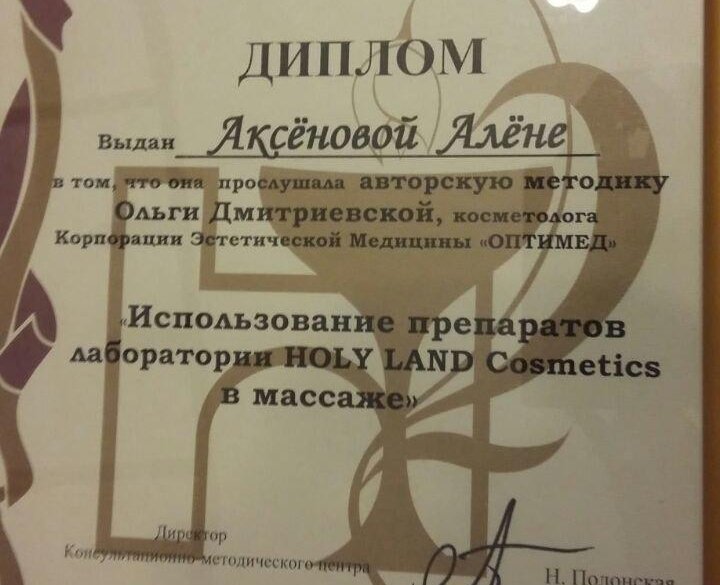 ДИПЛОМ
Выдан Аксёновой Алёне
в том, что она прослушала авторскую методику
Ольги Дмитриевской, косметолога
Корпорации Эстетической Медицины «ОПТИМЕД»
«Использование препаратов
лаборатории HOLY LAND Cosmetics
в массаже»
Директор
Консультационно-методического центра
Н. Полонская